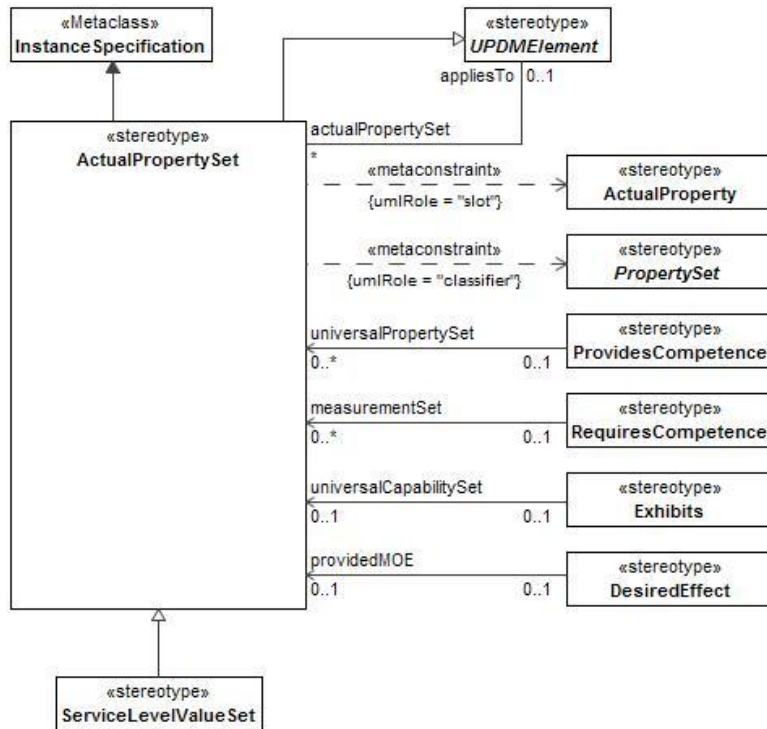 «Metaclass»
InstanceSpecification
«stereotype»
UPDMElement
appliesTo 0..1
«stereotype»
ActualPropertySet
actualPropertySet
*
«metaconstraint»
{umlRole = "slot"}
«stereotype»
ActualProperty
«metaconstraint»
{umlRole = "classifier"}
«stereotype»
PropertySet
universalPropertySet
0..* 0..1
«stereotype»
ProvidesCompetence
measurementSet
0..* 0..1
«stereotype»
RequiresCompetence
universalCapabilitySet
0..1 0..1
«stereotype»
Exhibits
providedMOE
0..1 0..1
«stereotype»
DesiredEffect
«stereotype»
ServiceLevelValueSet